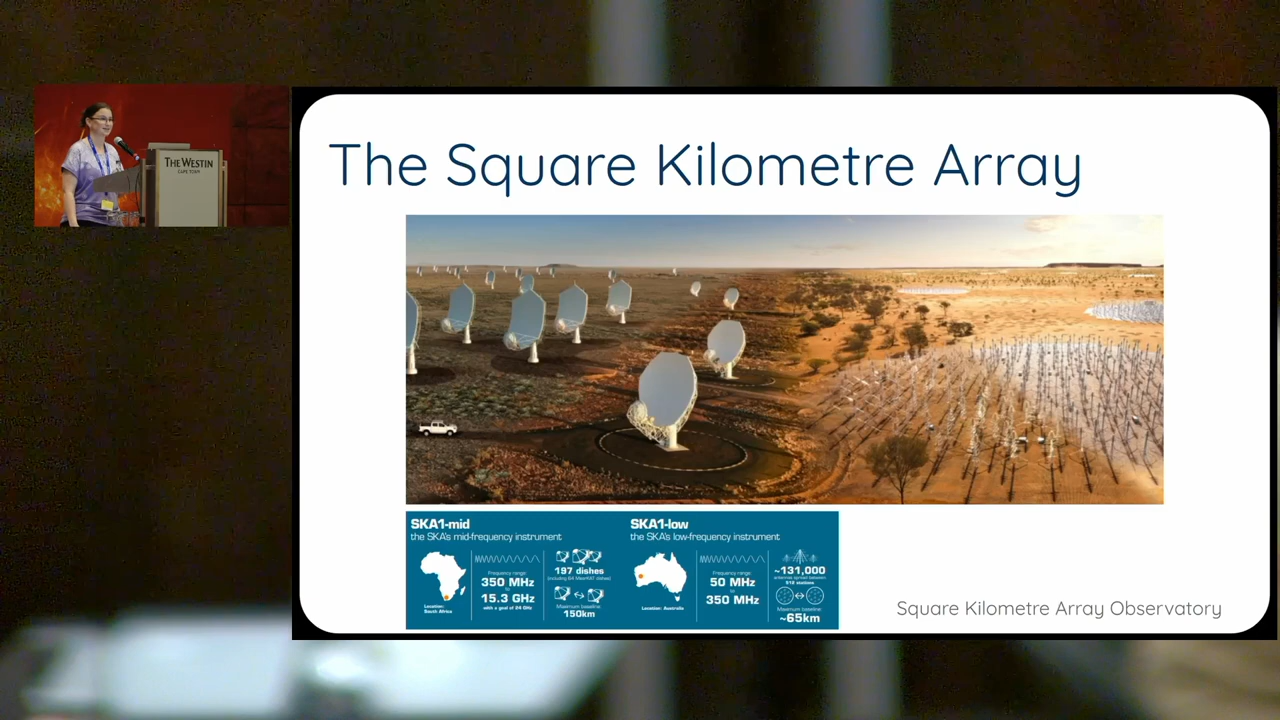 THE WESTIN
CAPE TOWN
The Square Kilometre Array
SKA1-mid
the SKA's mid-frequency instrument
Location:
South Africa
Frequency range:
350 MHz
to
15.3 GHz
with a goal of 24 GHz
197 dishes
(including 64 MeerKAT dishes)
Maximum baseline:
150km
SKA1-low
the SKA's low-frequency instrument
Location: Australia
Frequency range:
50 MHz
to
350 MHz
~131,000
antennas spread between
512 stations
Maximum baseline:
~65km
Square Kilometre Array Observatory